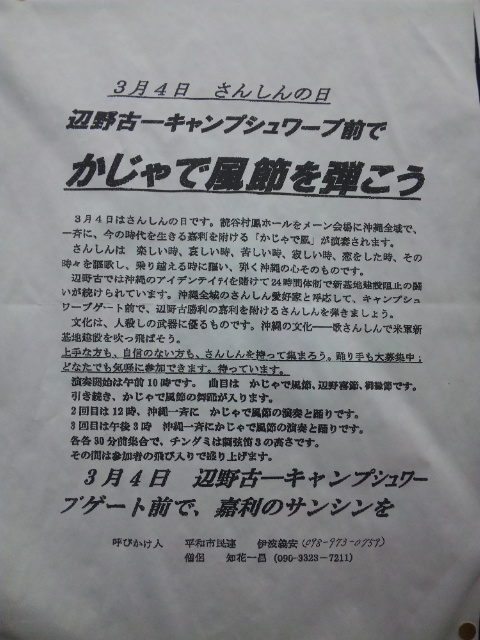 3月4日　さんしんの日
辺野古―キャンプシュワーブ前で
かじゃで風節を弾こう
3月4日はさんしんの日です。読谷村鳳ホールをメーン会場に沖縄全域で、
一斉に、今の時代を生きる嘉利を附ける「かじゃで風」が演奏されます。
さんしんは　楽しい時、哀しい時、苦しい時、寂しい時、恋をした時、その
時々を謳歌し、乗り越える時に謳い、弾く沖縄の心そのものです。
辺野古では沖縄のアイデンテイテイを賭けて24時間体制で新基地建設阻止の闘
いが続けられています。沖縄全域のさんしん愛好家と呼応して、キャンプシュ
ワーブゲート前で、辺野古勝利の嘉利を附けるさんしんを弾きましょう。
文化は、人殺しの武器に優るものです。沖縄の文化――歌さんしんで米軍新
基地建設を吹っ飛ばそう。
上手な方も、自信のない方も、さんしんを持って集まろう。踊り手も大募集中；
どなたでも気軽に参加できます。待っています。
演奏開始は午前10時です。　曲目は　かじゃで風節、辺野喜節、揚節です。
引き続き、かじゃで風節の舞踊が入ります。
2回目は12時、沖縄一斉に　かじゃで風節の演奏と踊りです。
3回目は午後3時　沖縄一斉にかじゃで風節の演奏と踊りです。
各各30分前集合で、チンダミは調弦笛3の高さです。
その間は参加者の飛び入りで盛り上げます。
3月4日　辺野古―キャンプシュワー
ブゲート前で、嘉利のサンシンを
呼びかけ人　平和市民連　伊波義安（098-973-0757）
僧侶　知花一昌（090-3323-7211）